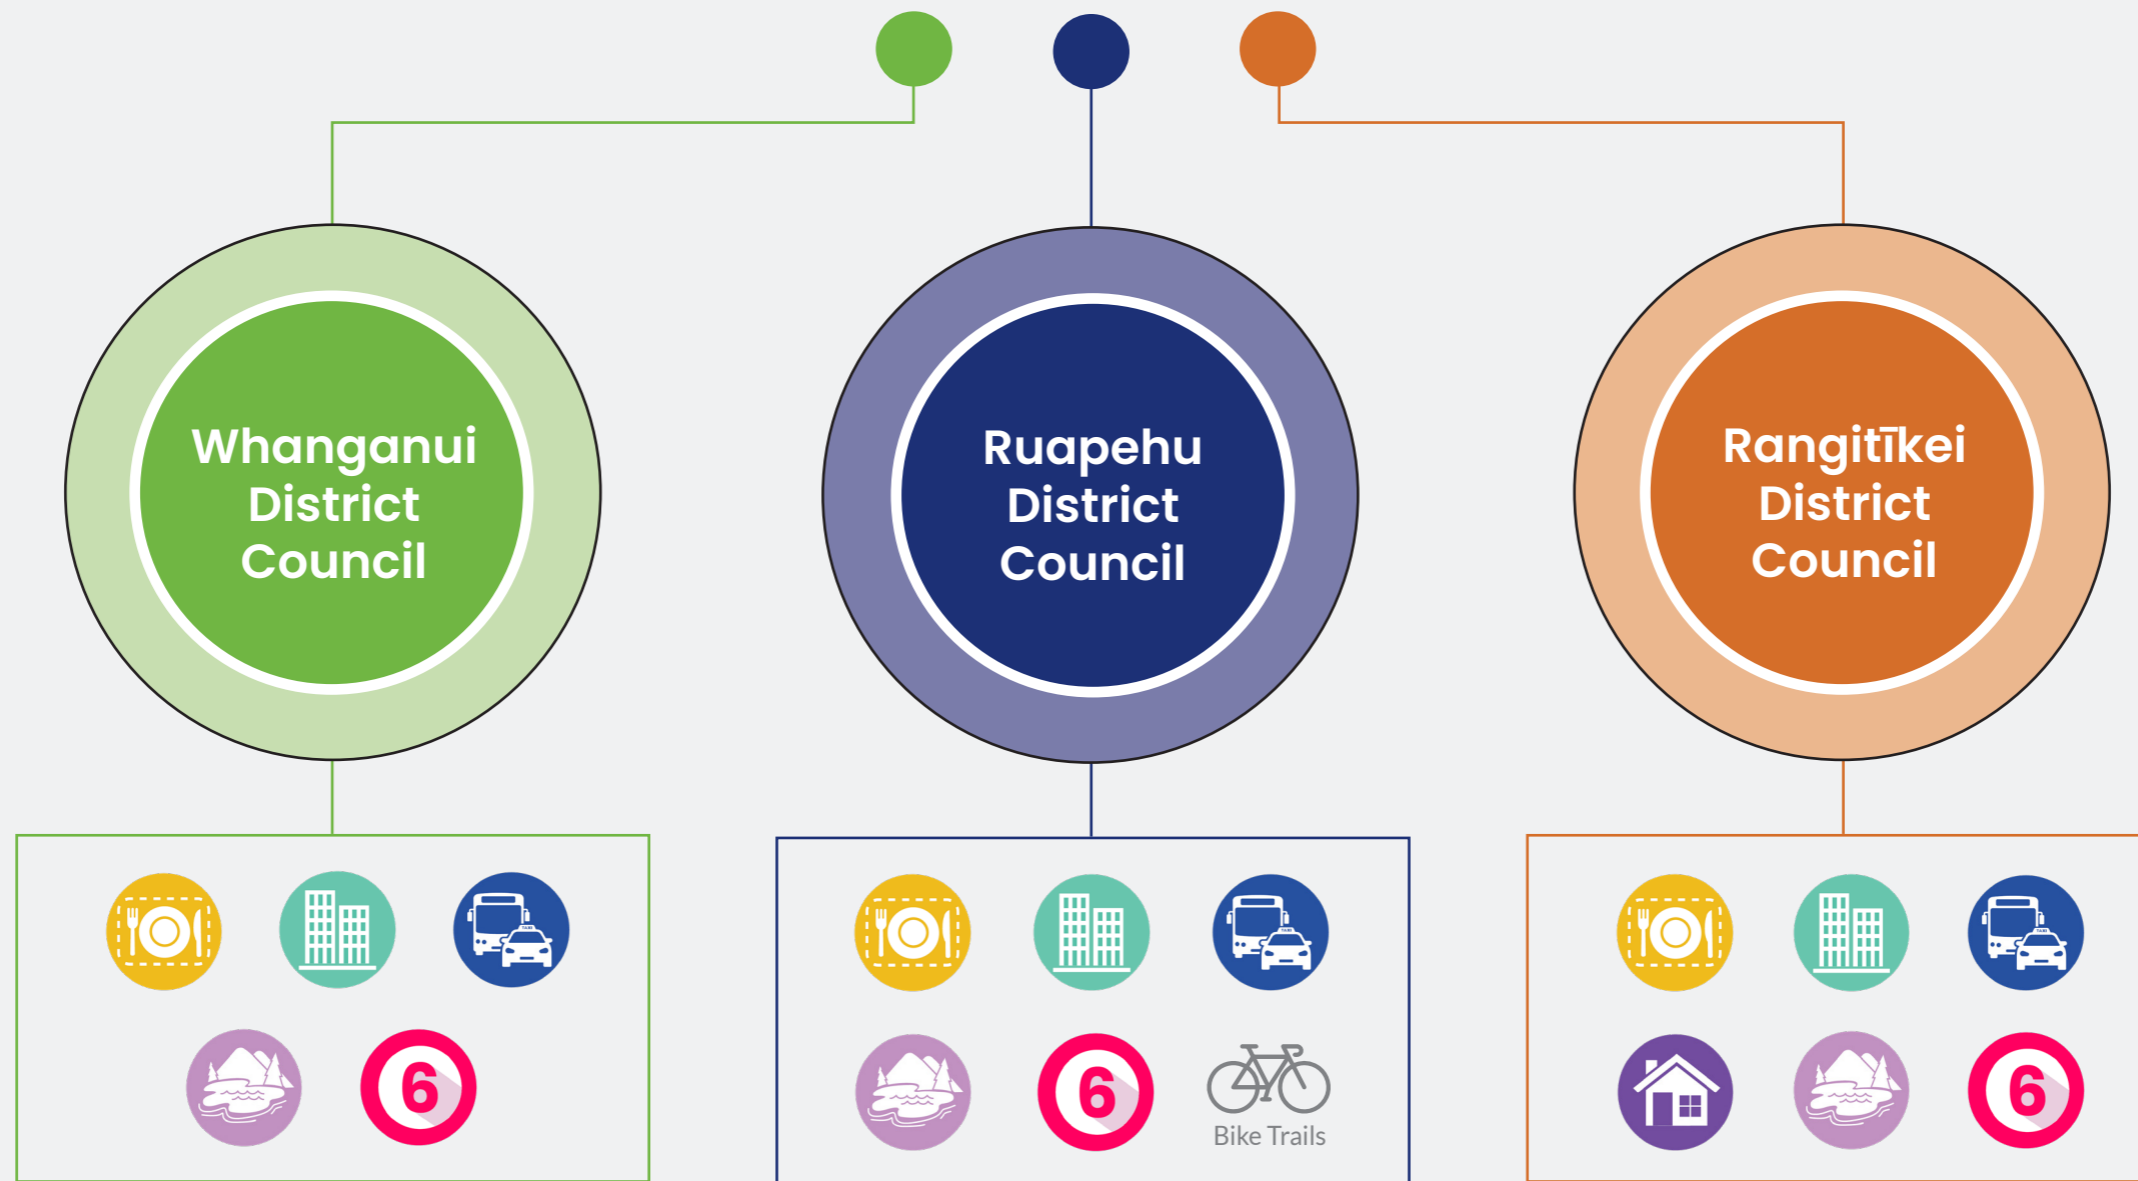 Whanganui
District
Council
Ruapehu
District
Council
Rangitīkei
District
Council
6
6
Bike Trails
6